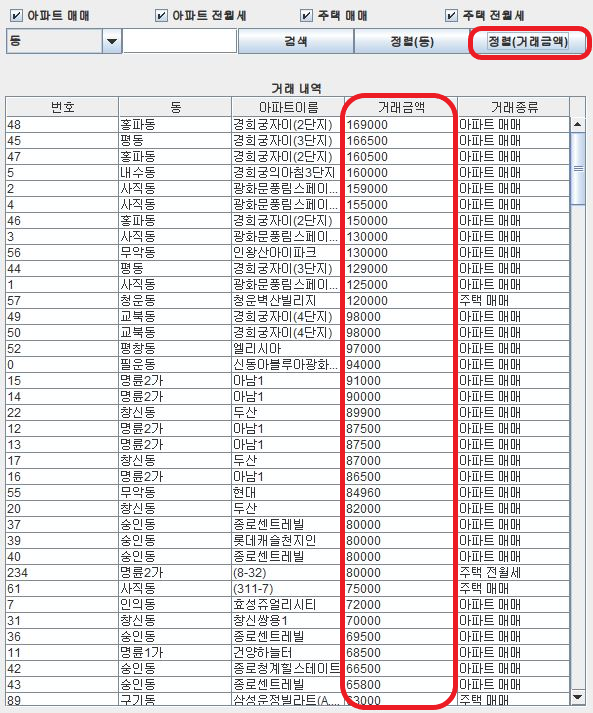 아파트 매매 아파트 전월세 주택 매매 주택 전월세
동 검색 정렬(동) 정렬(거래금액)
거래 내역
번호 동 아파트이름 거래금액 거래종류
48 홍파동 경희궁자이(2단지) 169000 아파트 매매
45 평동 경희궁자이(3단지) 166500 아파트 매매
47 홍파동 경희궁자이(2단지) 160500 아파트 매매
5 내수동 경희궁의아침3단지 160000 아파트 매매
2 사직동 광화문풍림스페이... 159000 아파트 매매
4 사직동 광화문풍림스페이... 155000 아파트 매매
46 홍파동 경희궁자이(2단지) 150000 아파트 매매
3 사직동 광화문풍림스페이... 130000 아파트 매매
56 무악동 인왕산아이파크 130000 아파트 매매
44 평동 경희궁자이(3단지) 129000 아파트 매매
1 사직동 광화문풍림스페이... 125000 아파트 매매
57 청운동 청운벽산빌리지 120000 주택 매매
49 교북동 경희궁자이(4단지) 98000 아파트 매매
50 교북동 경희궁자이(4단지) 98000 아파트 매매
52 평창동 엘리시아 97000 아파트 매매
0 필운동 신동아블루아광화... 94000 아파트 매매
15 명륜2가 아남1 91000 아파트 매매
14 명륜2가 아남1 90000 아파트 매매
22 창신동 두산 89900 아파트 매매
12 명륜2가 아남1 87500 아파트 매매
13 명륜2가 아남1 87500 아파트 매매
17 창신동 두산 87000 아파트 매매
16 명륜2가 아남1 86500 아파트 매매
55 무악동 현대 84960 아파트 매매
20 창신동 두산 82000 아파트 매매
37 숭인동 종로센트레빌 80000 아파트 매매
39 숭인동 롯데캐슬천지인 80000 아파트 매매
40 숭인동 종로센트레빌 80000 아파트 매매
234 명륜2가 (8-32) 80000 주택 전월세
61 사직동 (311-7) 75000 주택 매매
7 인의동 효성쥬얼리시티 72000 아파트 매매
31 창신동 창신쌍용1 70000 아파트 매매
36 숭인동 종로센트레빌 69500 아파트 매매
11 명륜1가 건양하늘터 68500 아파트 매매
42 숭인동 종로청계힐스테이트 66500 아파트 매매
43 숭인동 종로센트레빌 65800 아파트 매매
89 구기동 삼성운정빌라트(A,... 63000 주택 매매